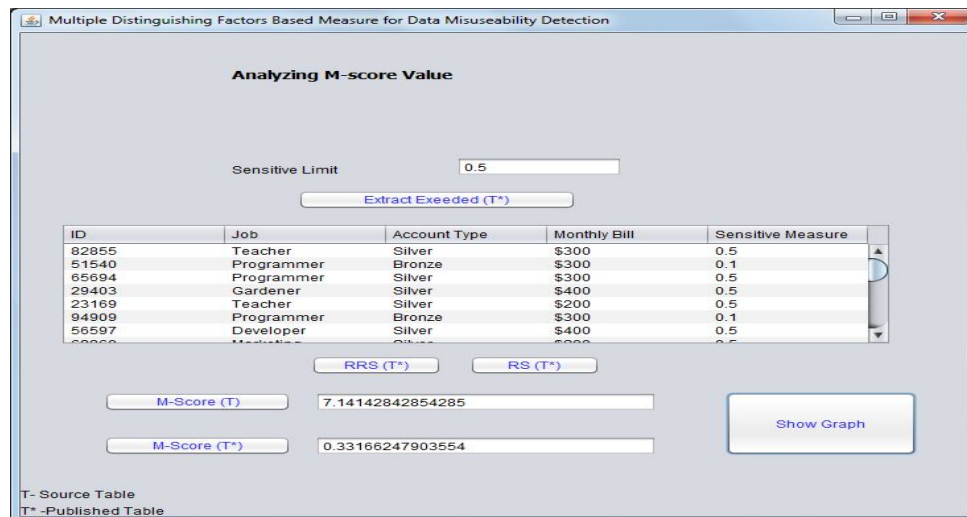 Multiple Distinguishing Factors Based Measure for Data Misuseability Detection
Analyzing M-score Value
Sensitive Limit 0.5
Extract Exeeded (T*)
ID Job Account Type Monthly Bill Sensitive Measure
82855 Teacher Silver $300 0.5
51540 Programmer Bronze $300 0.1
65694 Programmer Silver $300 0.5
29403 Gardener Silver $400 0.5
23169 Teacher Silver $200 0.5
94909 Programmer Bronze $300 0.1
56597 Developer Silver $400 0.5
RRS (T*) RS (T*)
M-Score (T) 7.14142842854285
Show Graph
M-Score (T*) 0.33166247903554
T- Source Table
T* -Published Table